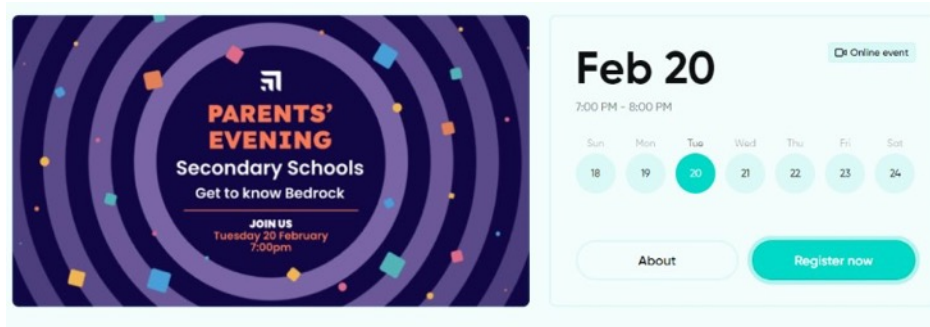 PARENTS'
EVENING
Secondary Schools
Get to know Bedrock
JOIN US
Tuesday 20 February
7:00pm
Feb 20
Online event
7:00 PM - 8:00 PM
Sun Mon Tue Wed Thu Fri Sat
18 19 20 21 22 23 24
About
Register now